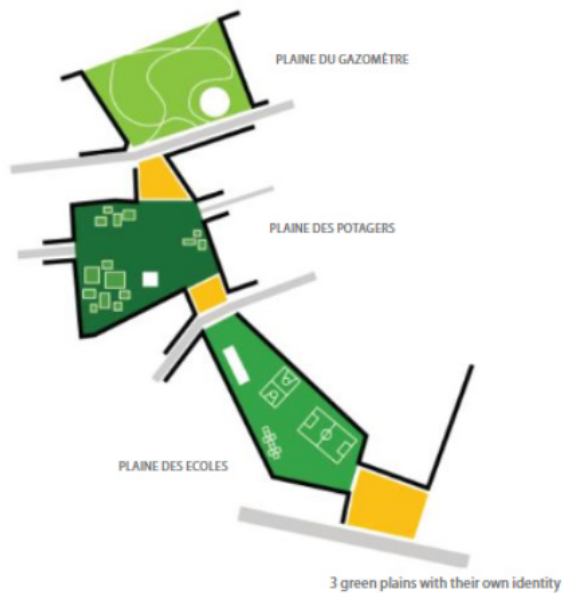 PLAINE DU GAZOMÈTRE
PLAINE DES POTAGERS
PLAINE DES ECOLES
3 green plains with their own identity